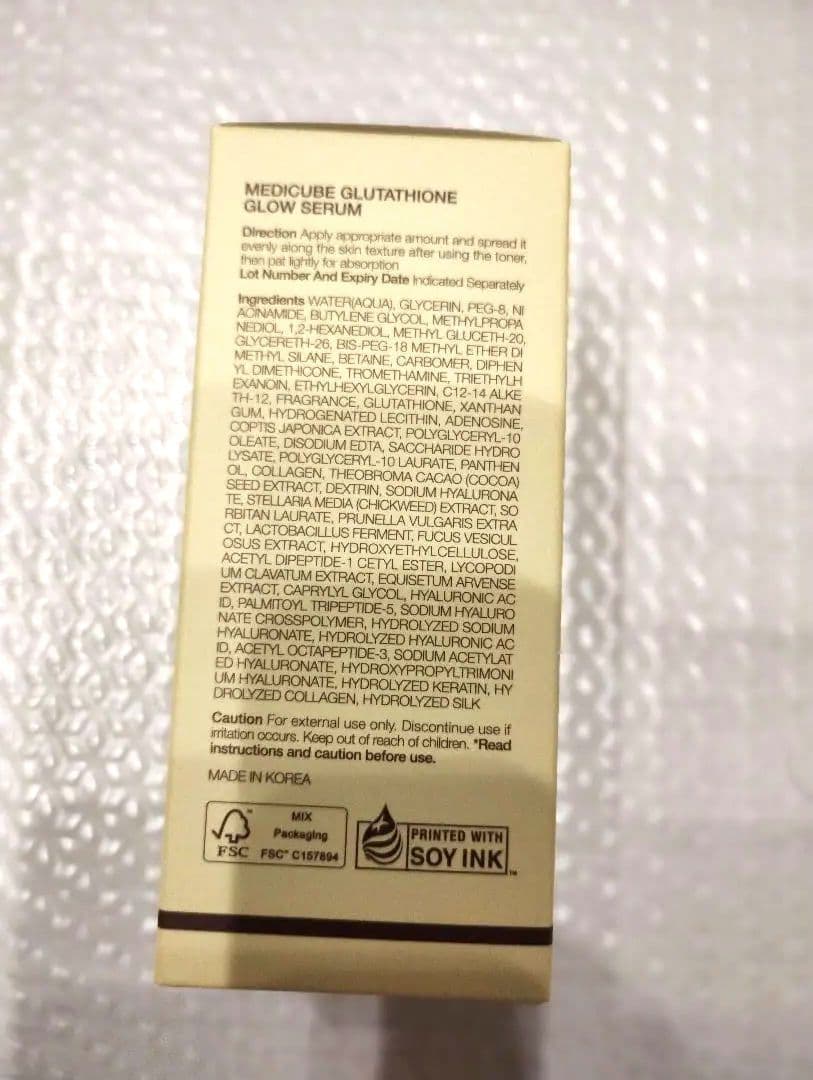 MEDICUBE GLUTATHIONE
GLOW SERUM
Direction Apply appropriate amount and spread it
evenly along the skin texture after using the toner,
then pat lightly for absorption
Lot Number And Expiry Date Indicated Separately
Ingredients WATER(AQUA), GLYCERIN, PEG-8, NI
ACINAMIDE, BUTYLENE GLYCOL, METHYLPROPA
NEDIOL, 1,2-HEXANEDIOL, METHYL GLUCETH-20,
GLYCERETH-26, BIS-PEG-18 METHYL ETHER DI
METHYL SILANE, BETAINE, CARBOMER, DIPHEN
YL DIMETHICONE, TROMETHAMINE, TRIETHYLH
EXANOIN, ETHYLHEXYLGLYCERIN, C12-14 ALKE
TH-12, FRAGRANCE, GLUTATHIONE, XANTHAN
GUM, HYDROGENATED LECITHIN, ADENOSINE,
COPTIS JAPONICA EXTRACT, POLYGLYCERYL-10
OLEATE, DISODIUM EDTA, SACCHARIDE HYDRO
LYSATE, POLYGLYCERYL-10 LAURATE, PANTHEN
OL, COLLAGEN, THEOBROMA CACAO (COCOA)
SEED EXTRACT, DEXTRIN, SODIUM HYALURONA
TE, STELLARIA MEDIA (CHICKWEED) EXTRACT, SO
RBITAN LAURATE, PRUNELLA VULGARIS EXTRA
CT, LACTOBACILLUS FERMENT, FUCUS VESICUL
OSUS EXTRACT, HYDROXYETHYLCELLULOSE,
ACETYL DIPEPTIDE-1 CETYL ESTER, LYCOPODI
UM CLAVATUM EXTRACT, EQUISETUM ARVENSE
EXTRACT, CAPRYLYL GLYCOL, HYALURONIC AC
ID, PALMITOYL TRIPEPTIDE-5, SODIUM HYALURO
NATE CROSSPOLYMER, HYDROLYZED SODIUM
HYALURONATE, HYDROLYZED HYALURONIC AC
ID, ACETYL OCTAPEPTIDE-3, SODIUM ACETYLAT
ED HYALURONATE, HYDROXYPROPYLTRIMONI
UM HYALURONATE, HYDROLYZED KERATIN, HY
DROLYZED COLLAGEN, HYDROLYZED SILK
Caution For external use only. Discontinue use if
irritation occurs. Keep out of reach of children. *Read
instructions and caution before use.
MADE IN KOREA
FSC™
MIX
Packaging
FSC® C157894
PRINTED WITH
SOY INK™